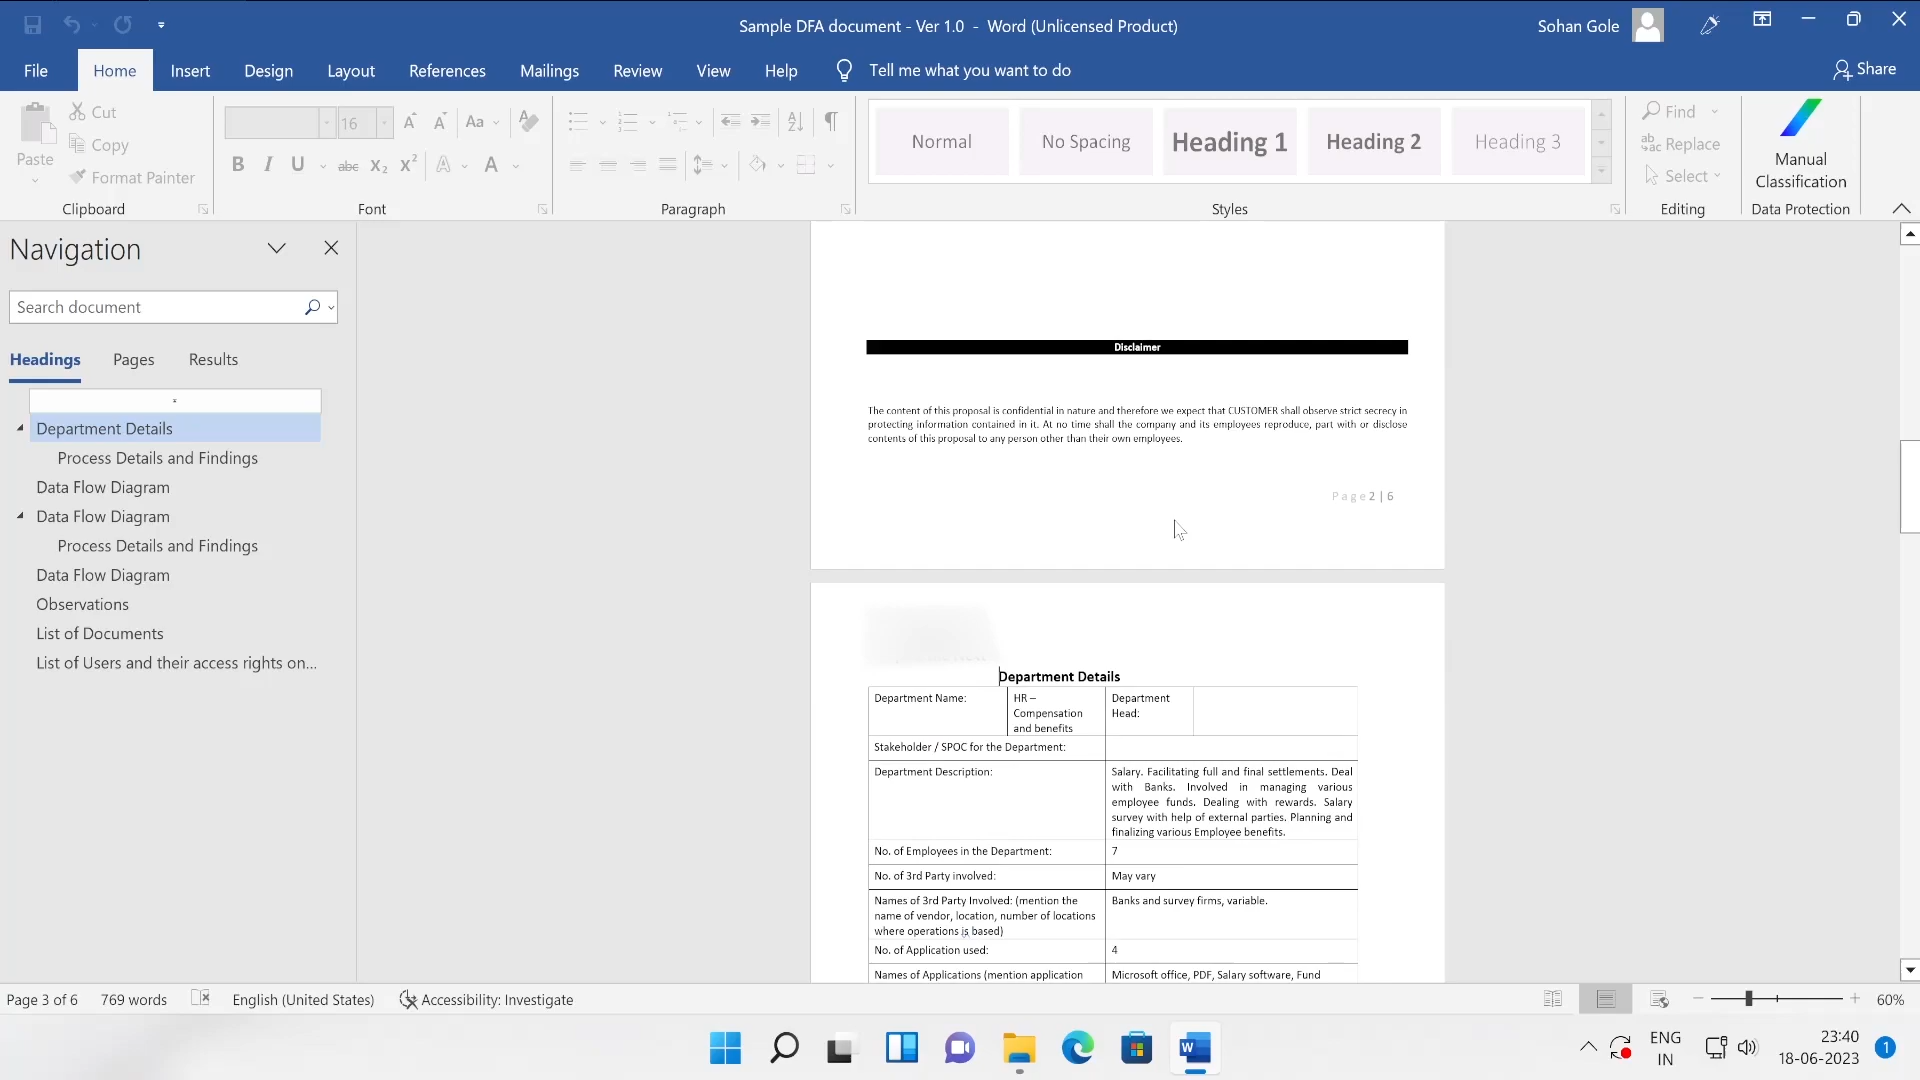 Sample DFA document - Ver 1.0 - Word (Unlicensed Product)
Sohan Gole
File Home Insert Design Layout References Mailings Review View Help Tell me what you want to do
Share
Paste
Cut
Copy
Format Painter
Clipboard
16
Aa
B I U abc X₂ X² A A
Font
Paragraph
Normal No Spacing Heading 1 Heading 2 Heading 3
Styles
Find
Replace
Select
Editing
Manual
Classification
Data Protection
Navigation
Search document
Headings Pages Results
Department Details
Process Details and Findings
Data Flow Diagram
Data Flow Diagram
Process Details and Findings
Data Flow Diagram
Observations
List of Documents
List of Users and their access rights on...
Disclaimer
The content of this proposal is confidential in nature and therefore we expect that CUSTOMER shall observe strict secrecy in
protecting information contained in it. At no time shall the company and its employees reproduce, part with or disclose
contents of this proposal to any person other than their own employees.
Page 2 | 6
Department Details
Department Name:
HR –
Compensation
and benefits
Department
Head:
Stakeholder / SPOC for the Department:
Department Description:
Salary. Facilitating full and final settlements. Deal
with Banks. Involved in managing various
employee funds. Dealing with rewards. Salary
survey with help of external parties. Planning and
finalizing various Employee benefits.
No. of Employees in the Department:
7
No. of 3rd Party involved:
May vary
Names of 3rd Party Involved: (mention the
name of vendor, location, number of locations
where operations is based)
Banks and survey firms, variable.
No. of Application used:
4
Names of Applications (mention application
Microsoft office, PDF, Salary software, Fund
Page 3 of 6 769 words English (United States) Accessibility: Investigate
60%
ENG
IN
23:40
18-06-2023
1